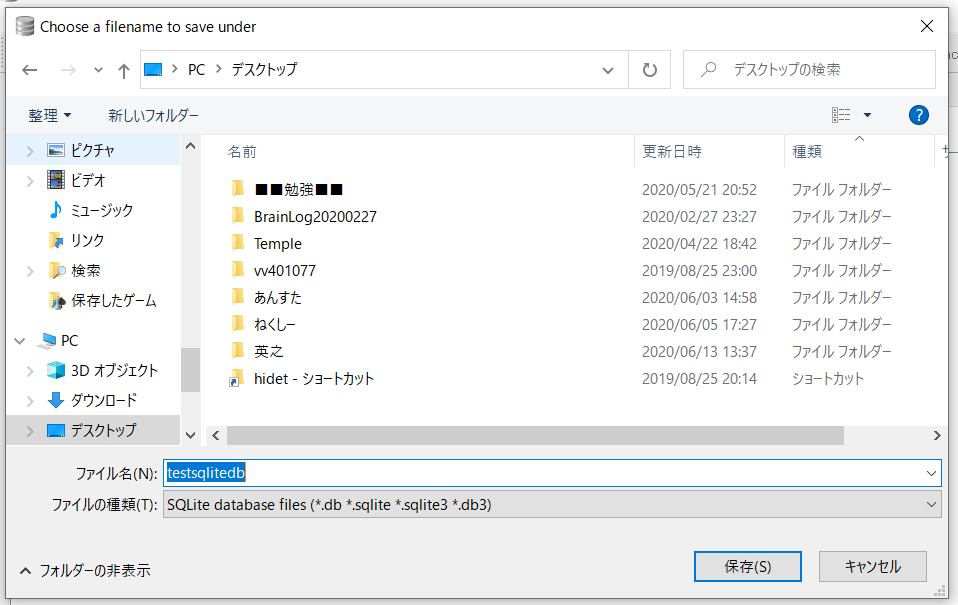 Choose a filename to save under
PC デスクトップ
デスクトップの検索
整理 新しいフォルダー
ピクチャ
ビデオ
ミュージック
リンク
検索
保存したゲーム
PC
3D オブジェクト
ダウンロード
デスクトップ
名前 更新日時 種類
■■勉強■■ 2020/05/21 20:52 ファイル フォルダー
BrainLog20200227 2020/02/27 23:27 ファイル フォルダー
Temple 2020/04/22 18:42 ファイル フォルダー
vv401077 2019/08/25 23:00 ファイル フォルダー
あんすた 2020/06/03 14:58 ファイル フォルダー
ねくしー 2020/06/05 17:27 ファイル フォルダー
英之 2020/06/13 13:37 ファイル フォルダー
hidet - ショートカット 2019/08/25 20:14 ショートカット
ファイル名(N): testsqlitedb
ファイルの種類(T): SQLite database files (*.db *.sqlite *.sqlite3 *.db3)
フォルダーの非表示
保存(S) キャンセル